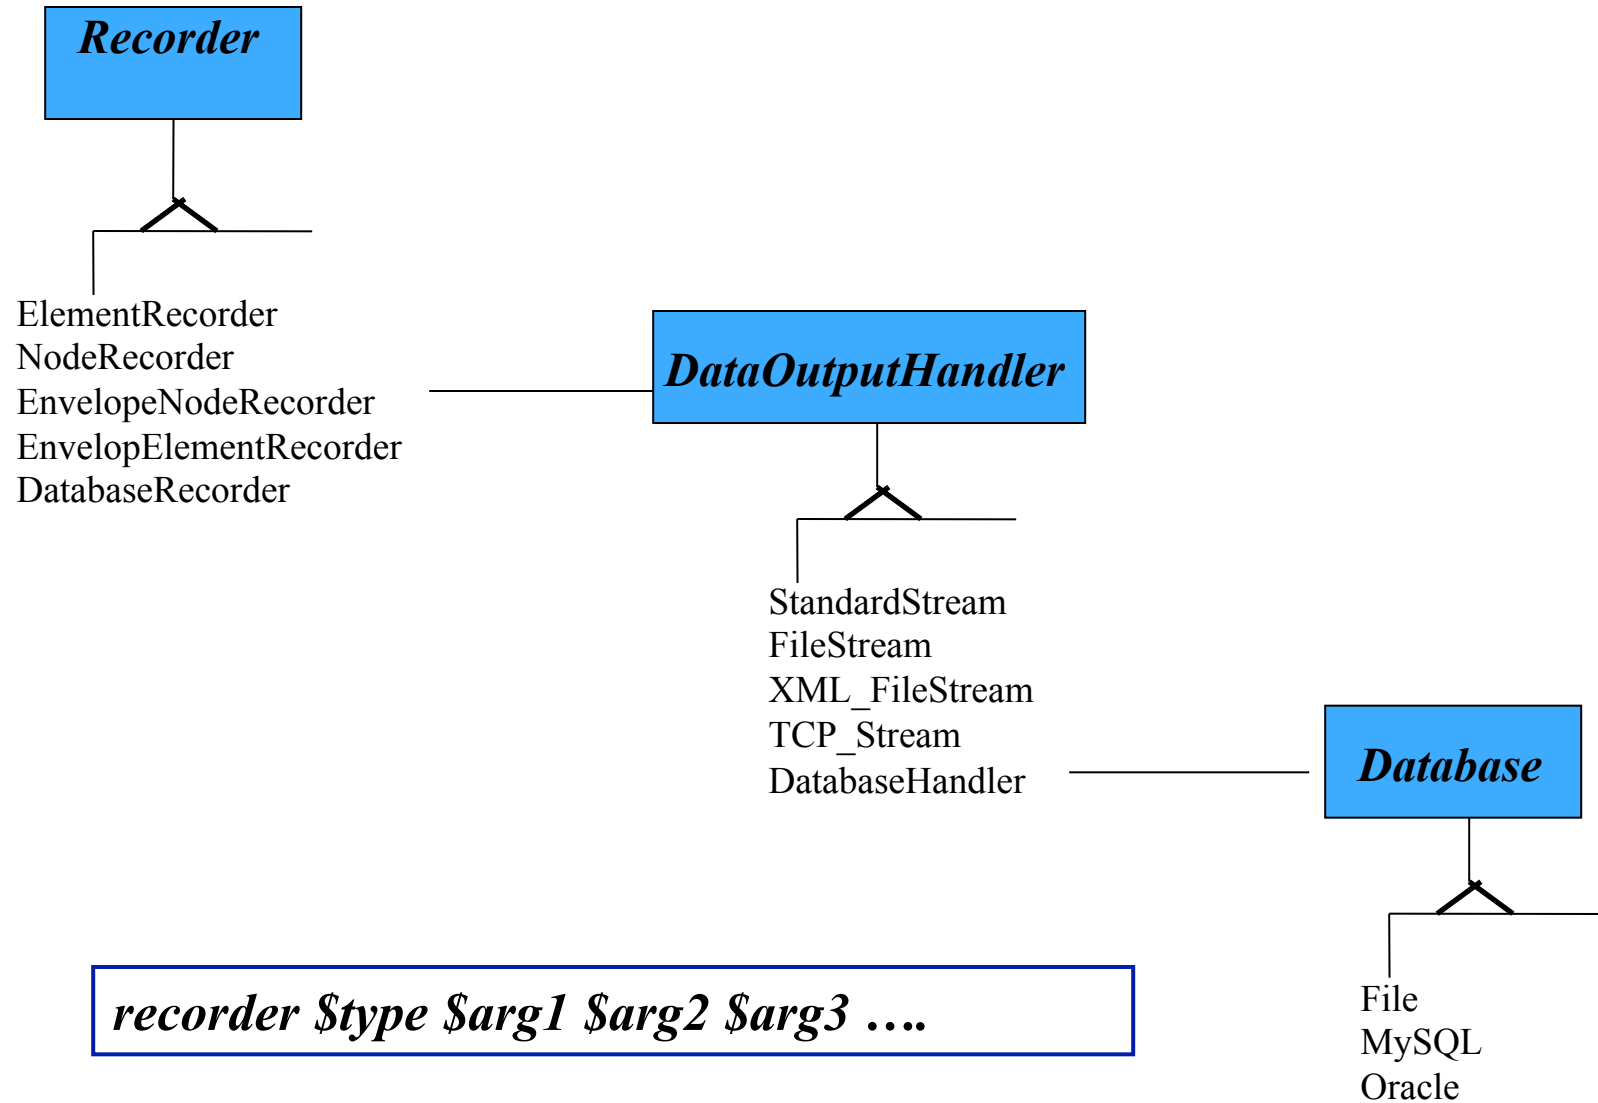 Recorder
ElementRecorder
NodeRecorder
EnvelopeNodeRecorder
EnvelopElementRecorder
DatabaseRecorder
DataOutputHandler
StandardStream
FileStream
XML_FileStream
TCP_Stream
DatabaseHandler
Database
File
MySQL
Oracle
recorder $type $arg1 $arg2 $arg3 ….